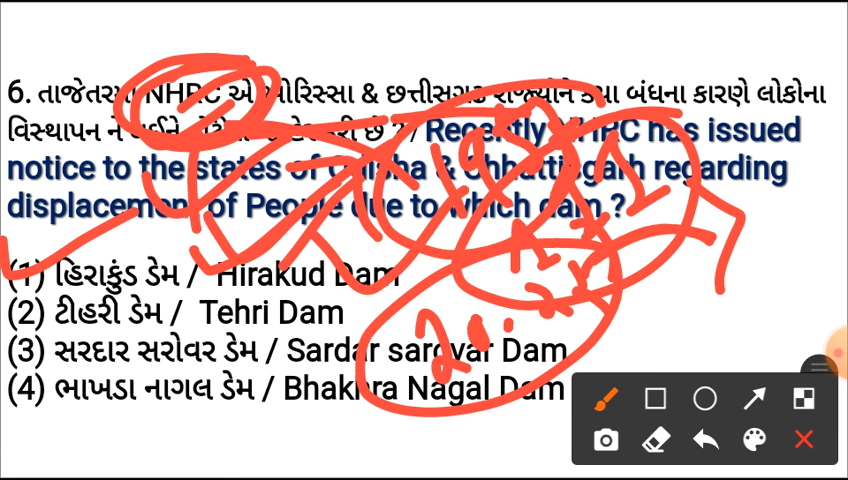 6. તાજેતરમાં NHRC એ ઓરિસ્સા & છત્તીસગઢ રાજ્યોને કયા બંધના કારણે લોકોના
વિસ્થાપન ને છે ? / Recently NHRC has issued
notice to the states of Odisha & Chhattisgarh regarding
displacement of People due to which dam ?
(1) હિરાકુંડ ડેમ / Hirakud Dam
(2) ટીહરી ડેમ / Tehri Dam
(3) સરદાર સરોવર ડેમ / Sardar sarovar Dam
(4) ભાખડા નાગલ ડેમ / Bhakhra Nagal Dam